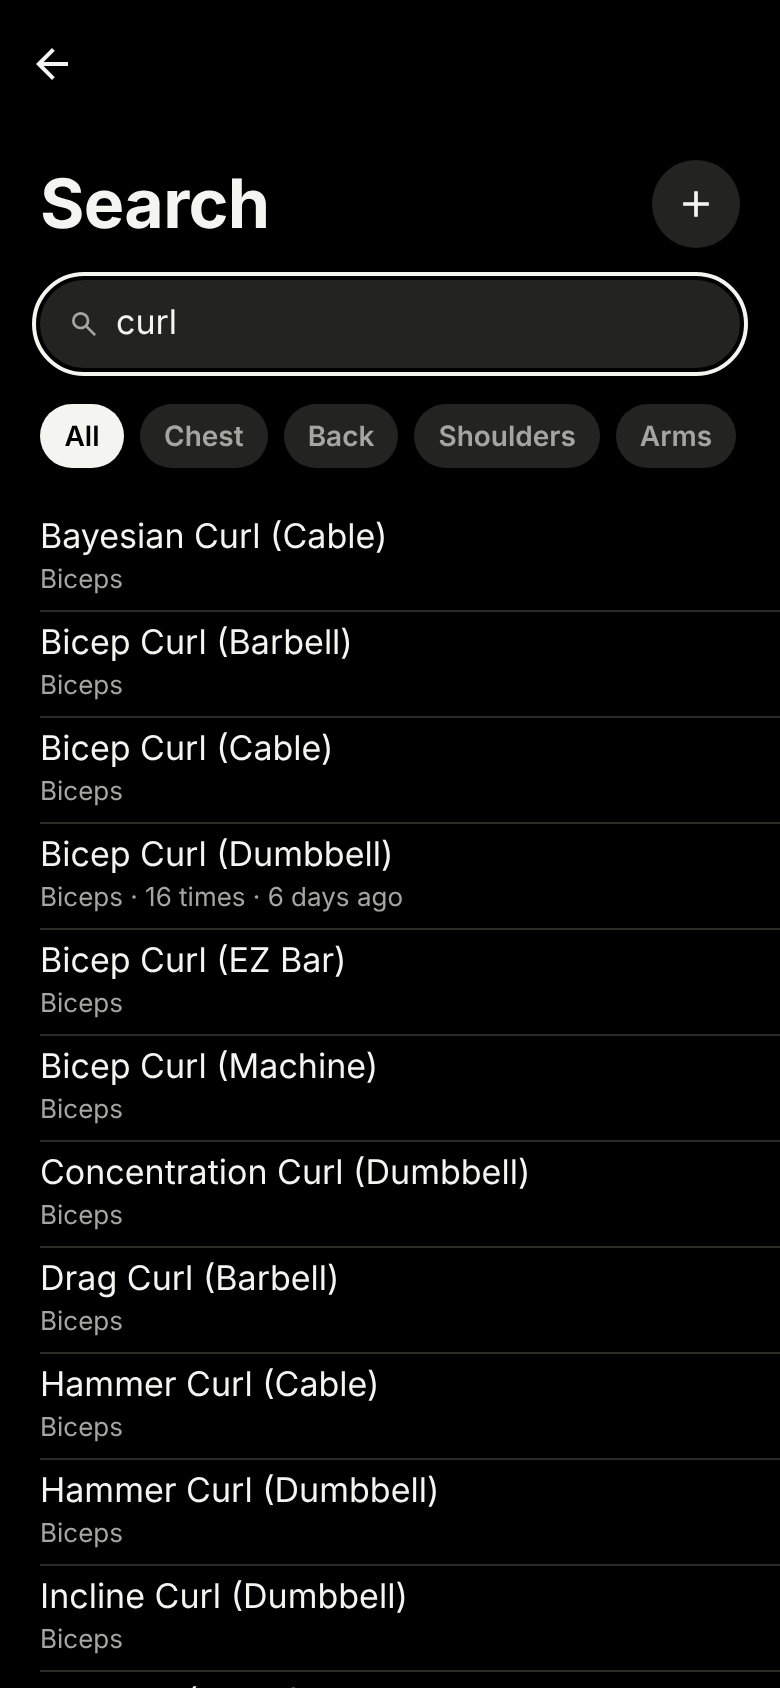 Search
curl
All Chest Back Shoulders Arms
Bayesian Curl (Cable)
Biceps
Bicep Curl (Barbell)
Biceps
Bicep Curl (Cable)
Biceps
Bicep Curl (Dumbbell)
Biceps · 16 times · 6 days ago
Bicep Curl (EZ Bar)
Biceps
Bicep Curl (Machine)
Biceps
Concentration Curl (Dumbbell)
Biceps
Drag Curl (Barbell)
Biceps
Hammer Curl (Cable)
Biceps
Hammer Curl (Dumbbell)
Biceps
Incline Curl (Dumbbell)
Biceps